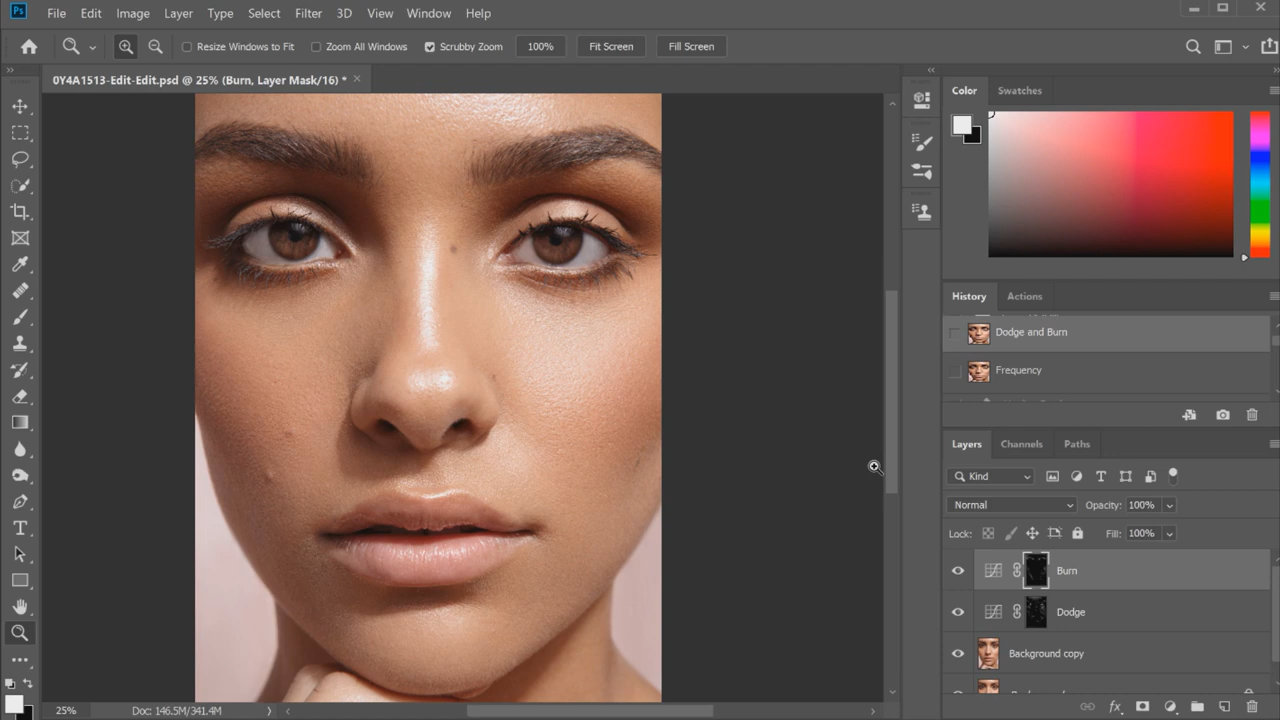 Ps File Edit Image Layer Type Select Filter 3D View Window Help
Resize Windows to Fit Zoom All Windows Scrubby Zoom 100% Fit Screen Fill Screen
0Y4A1513-Edit-Edit.psd @ 25% (Burn, Layer Mask/16) *
Color Swatches
History Actions
Dodge and Burn
Frequency
Layers Channels Paths
Kind
Normal Opacity: 100%
Lock: Fill: 100%
Burn
Dodge
Background copy
25% Doc: 146.5M/341.4M